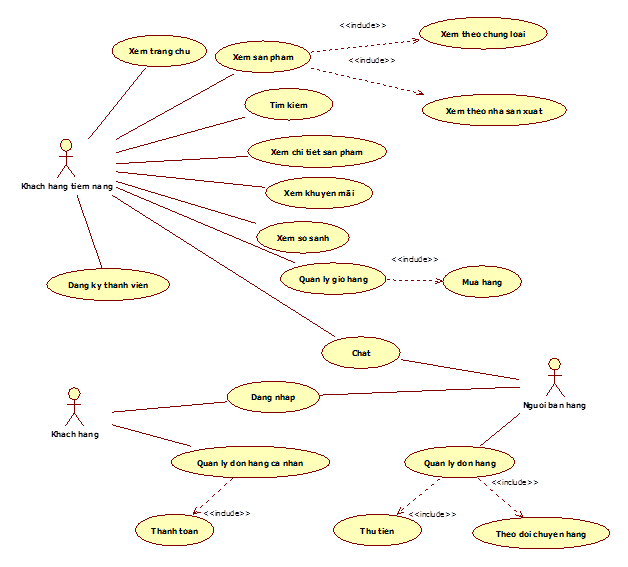 <<include>>
Xem theo chung loai
Xem trang chu
Xem san pham
<<include>>
Tim kiem
Xem theo nha san xuat
Xem chi tiet san pham
Khach hang tiem nang
Xem khuyen mãi
Xem so sanh
<<include>>
Dang ky thanh vien
Quan ly gio hang
Mua hang
Chat
Dang nhap
Nguoi ban hang
Khach hang
Quan ly don hang ca nhan
Quan ly don hang
<<include>>
<<include>>
<<include>>
Thanh toan
Thu tien
Theo doi chuyen hang